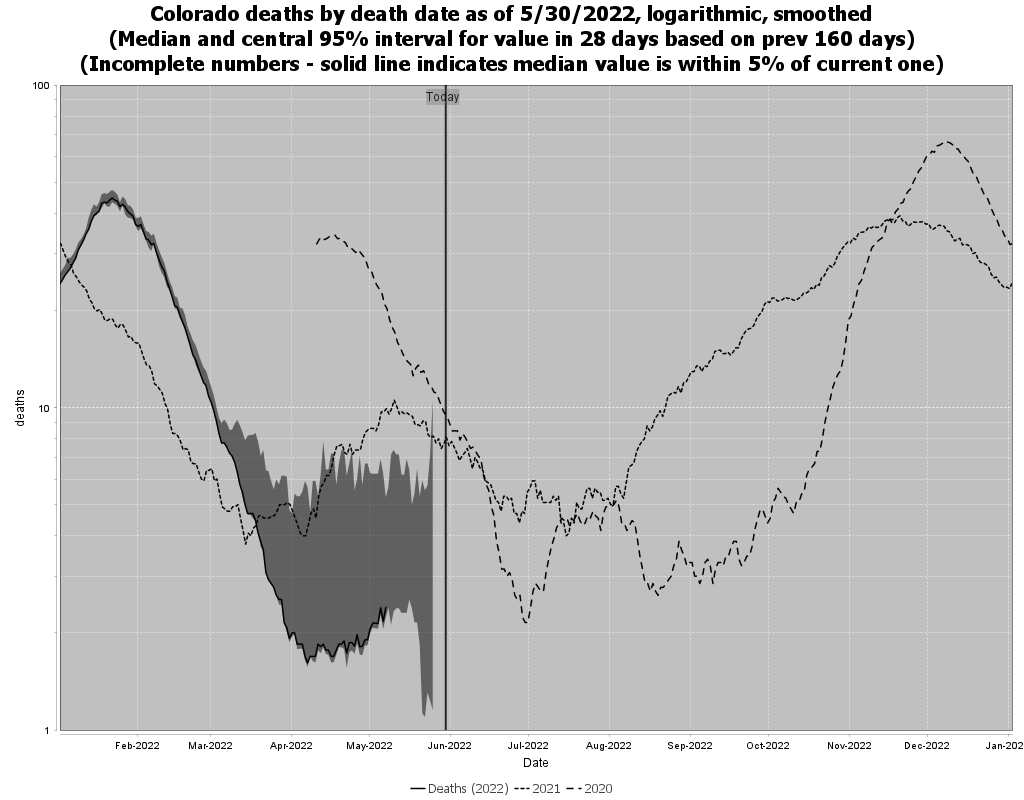 Colorado deaths by death date as of 5/30/2022, logarithmic, smoothed
(Median and central 95% interval for value in 28 days based on prev 160 days)
(Incomplete numbers - solid line indicates median value is within 5% of current one)
100
Today
10
deaths
1
Feb-2022 Mar-2022 Apr-2022 May-2022 Jun-2022 Jul-2022 Aug-2022 Sep-2022 Oct-2022 Nov-2022 Dec-2022 Jan-202
Date
Deaths (2022) 2021 2020